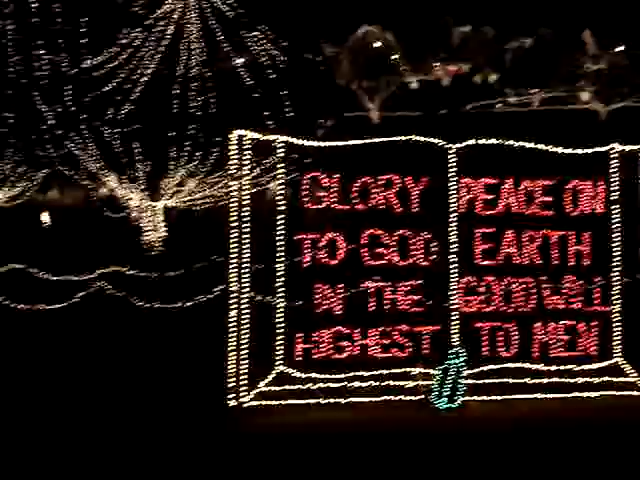 GLORY
TO GOD
IN THE
HIGHEST
PEACE ON
EARTH
GOOD WILL
TO MEN